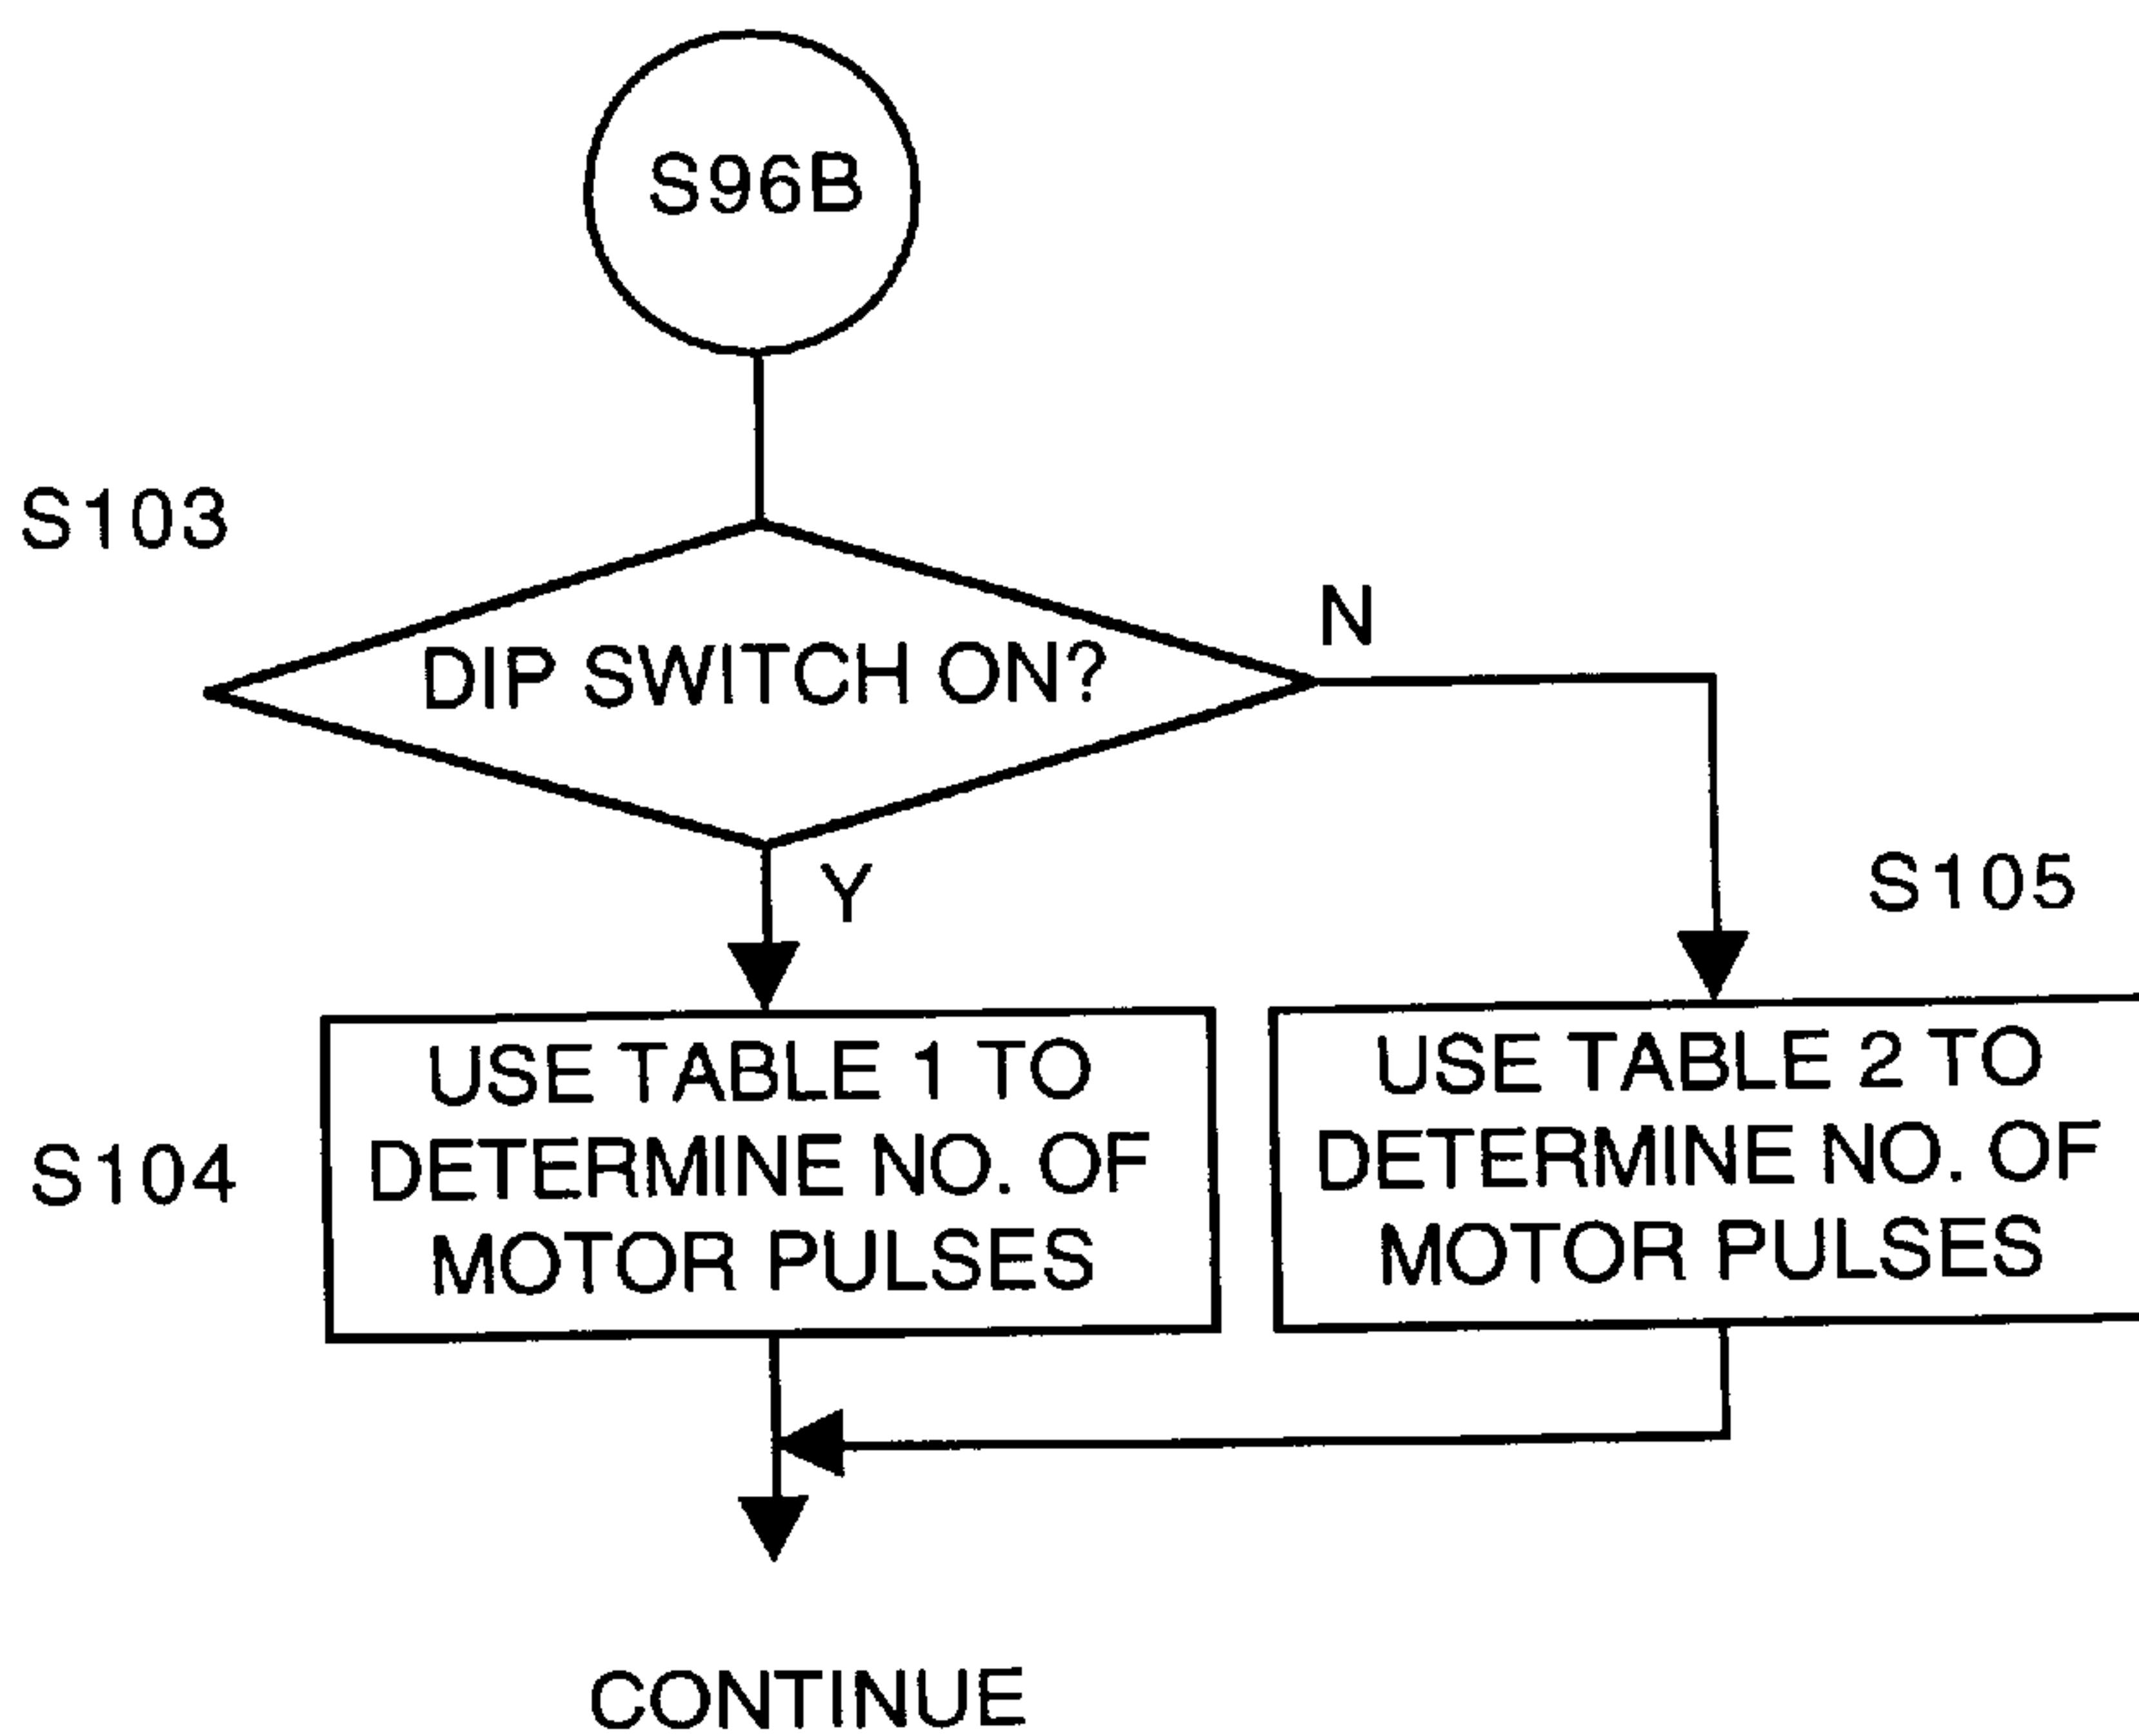 S96B
S103
DIP SWITCH ON?
N
Y
S105
USE TABLE 1 TO
DETERMINE NO. OF
MOTOR PULSES
S104
USE TABLE 2 TO
DETERMINE NO. OF
MOTOR PULSES
CONTINUE